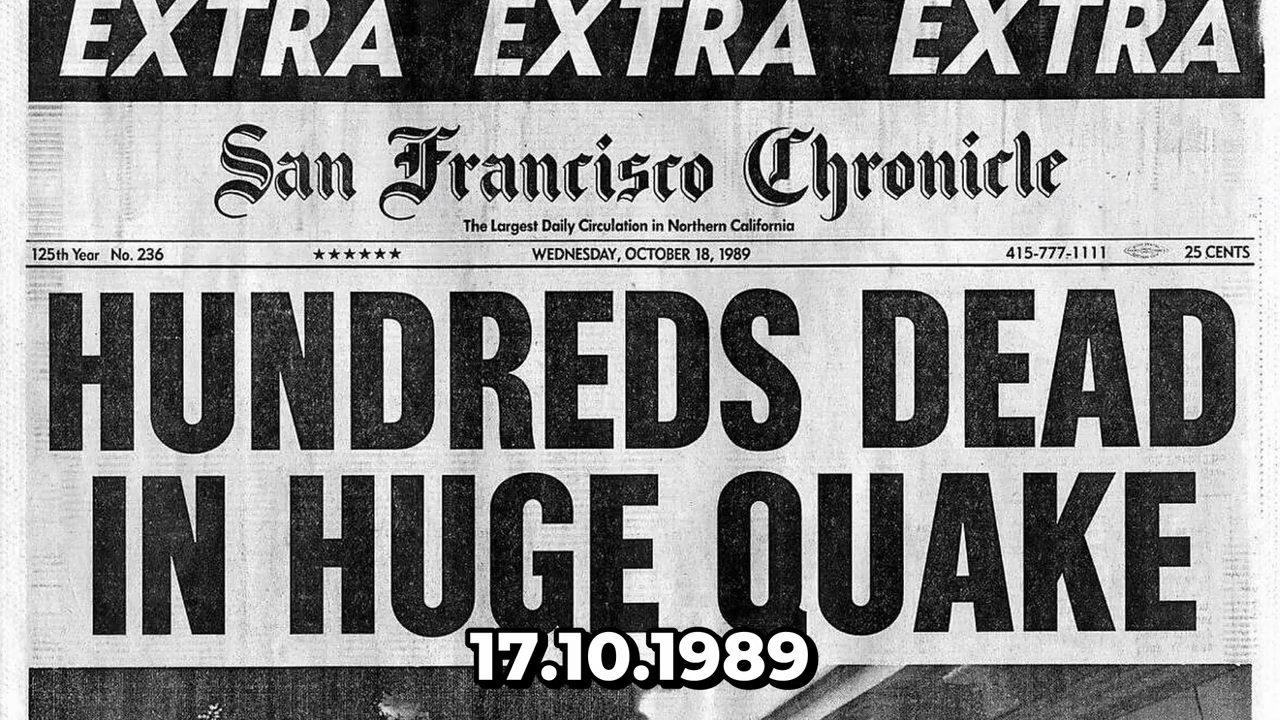 EXTRA EXTRA EXTRA
San Francisco Chronicle
The Largest Daily Circulation in Northern California
125th Year No. 236 ★★★★★★ WEDNESDAY, OCTOBER 18, 1989 415-777-1111 25 CENTS
HUNDREDS DEAD
IN HUGE QUAKE
17.10.1989